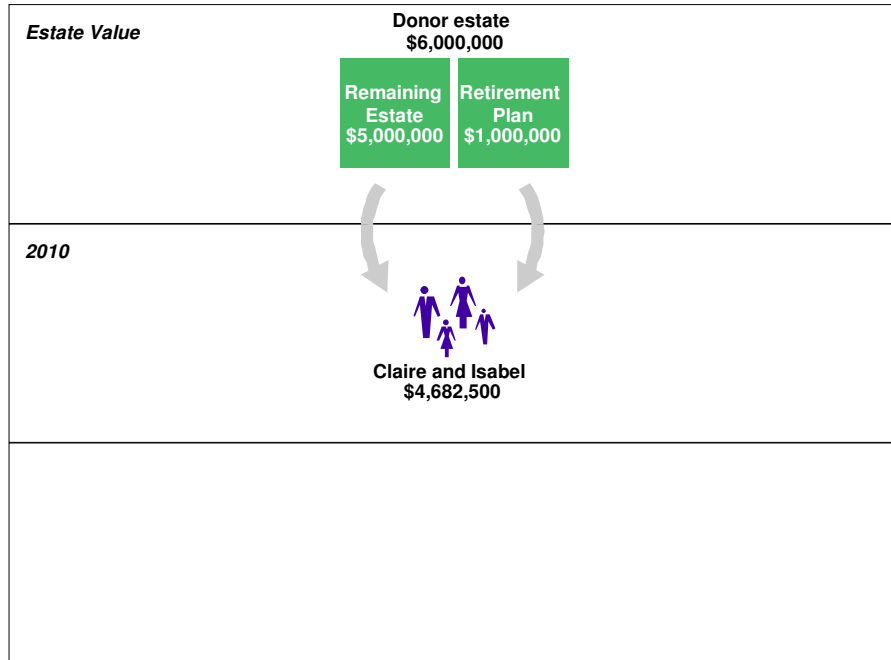 Estate Value
Donor estate
$6,000,000
Remaining
Estate
$5,000,000
Retirement
Plan
$1,000,000
2010
Claire and Isabel
$4,682,500